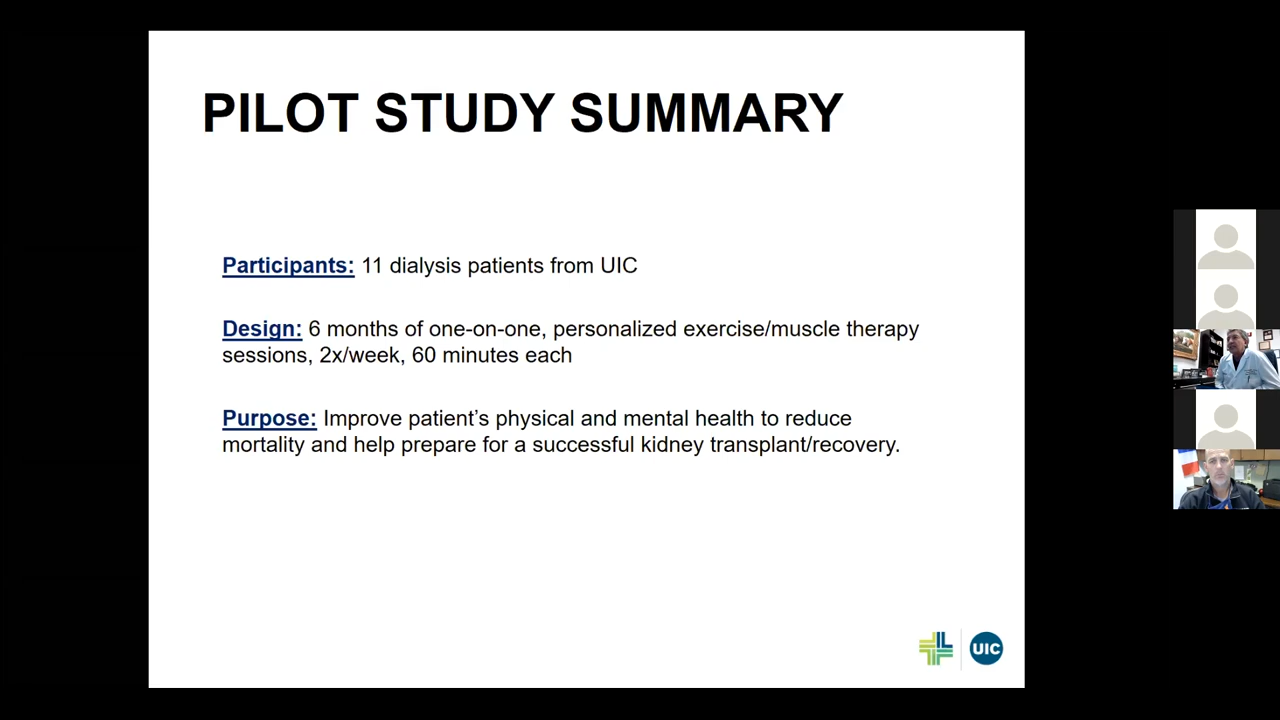 PILOT STUDY SUMMARY
Participants: 11 dialysis patients from UIC
Design: 6 months of one-on-one, personalized exercise/muscle therapy
sessions, 2x/week, 60 minutes each
Purpose: Improve patient's physical and mental health to reduce
mortality and help prepare for a successful kidney transplant/recovery.
UIC